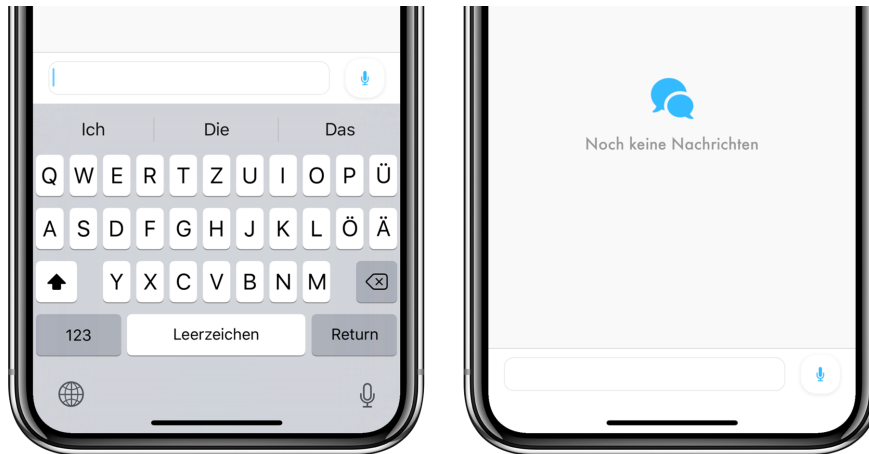 Ich Die Das
Q W E R T Z U I O P Ü
A S D F G H J K L Ö Ä
Y X C V B N M
123 Leerzeichen Return
Noch keine Nachrichten